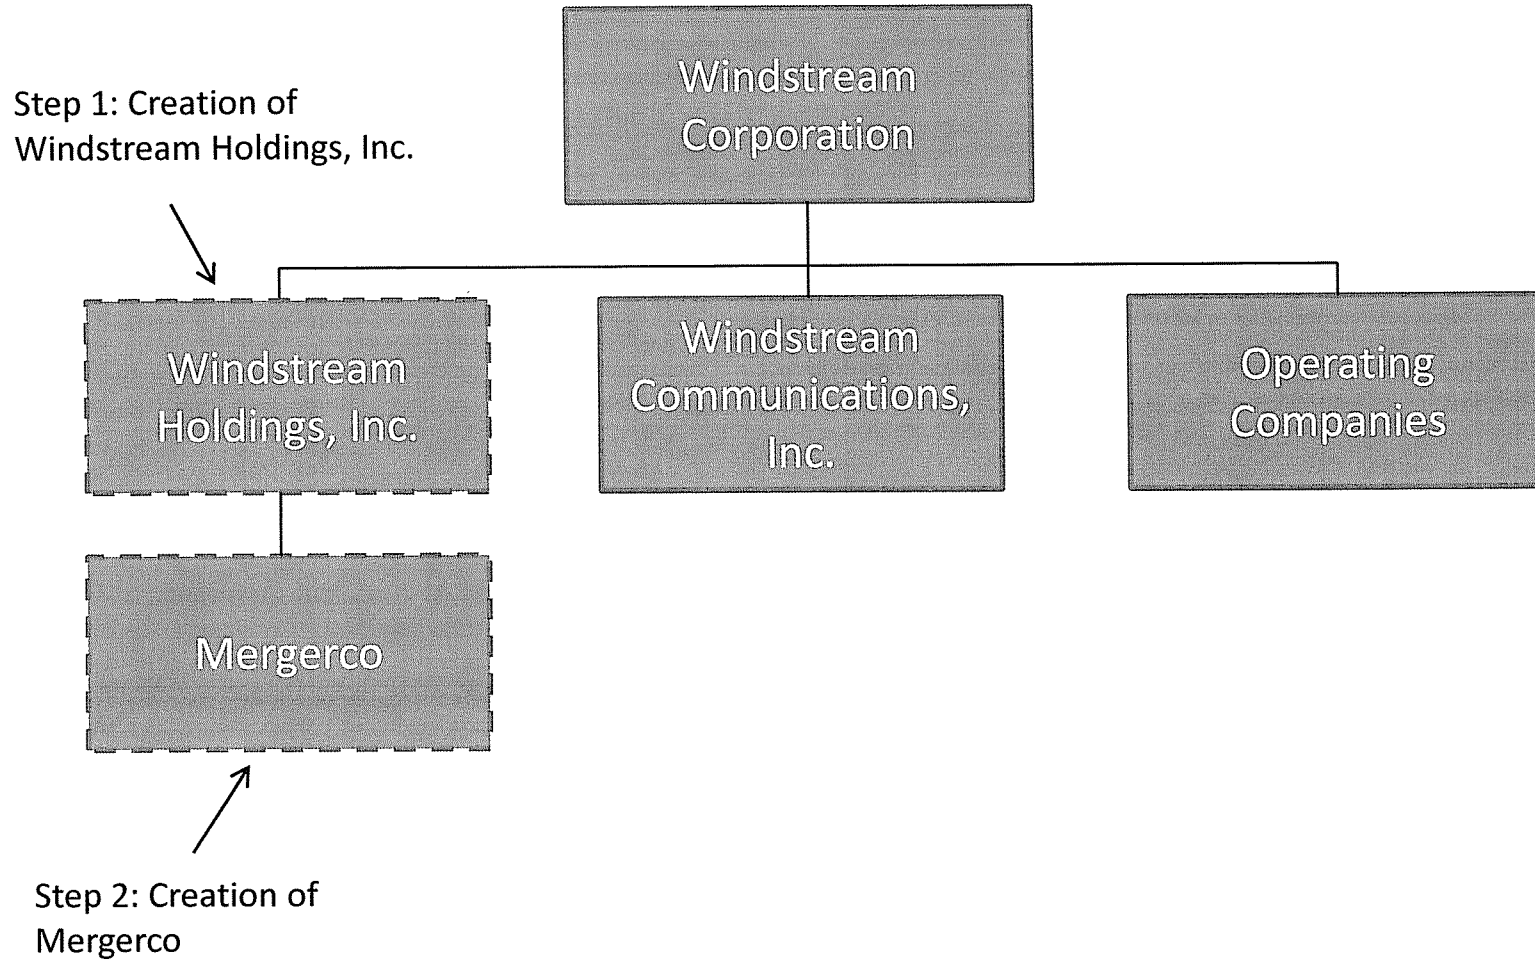 Windstream
Corporation
Step 1: Creation of
Windstream Holdings, Inc.
Windstream
Holdings, Inc.
Windstream
Communications,
Inc.
Operating
Companies
Mergerco
Step 2: Creation of
Mergerco